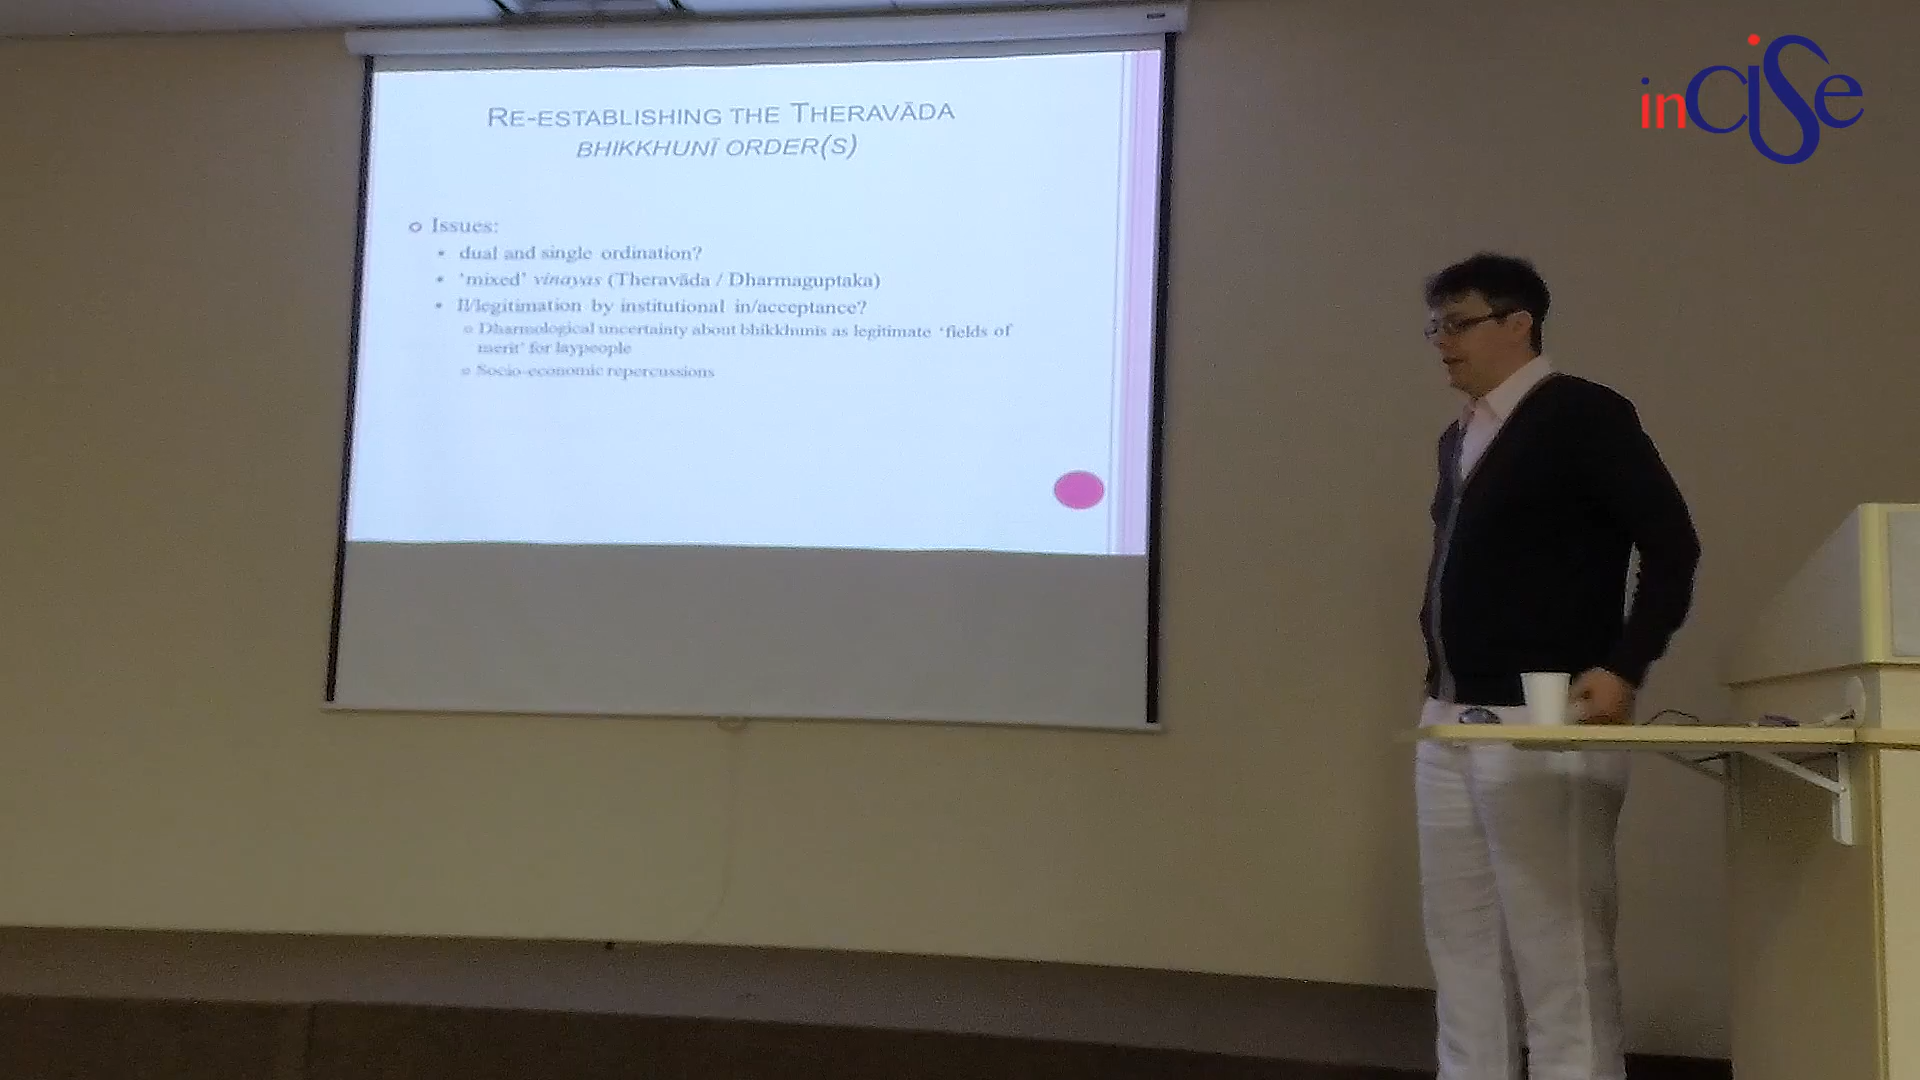 inCISe
RE-ESTABLISHING THE THERAVĀDA
BHIKKHUNĪ ORDER(S)
Issues:
• dual and single ordination?
• ‘mixed’ vinayas (Theravāda / Dharmaguptaka)
• Il/legitimation by institutional in/acceptance?
Dharmological uncertainty about bhikkhunīs as legitimate ‘fields of
merit’ for laypeople
Socio-economic repercussions